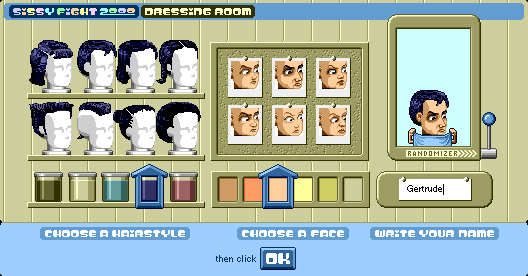 SiSSY FiGHT 2000 DRESSING ROOM
RANDOMIZER
Gertrude
CHOOSE A HAIRSTYLE CHOOSE A FACE WRITE YOUR NAME
then click OK